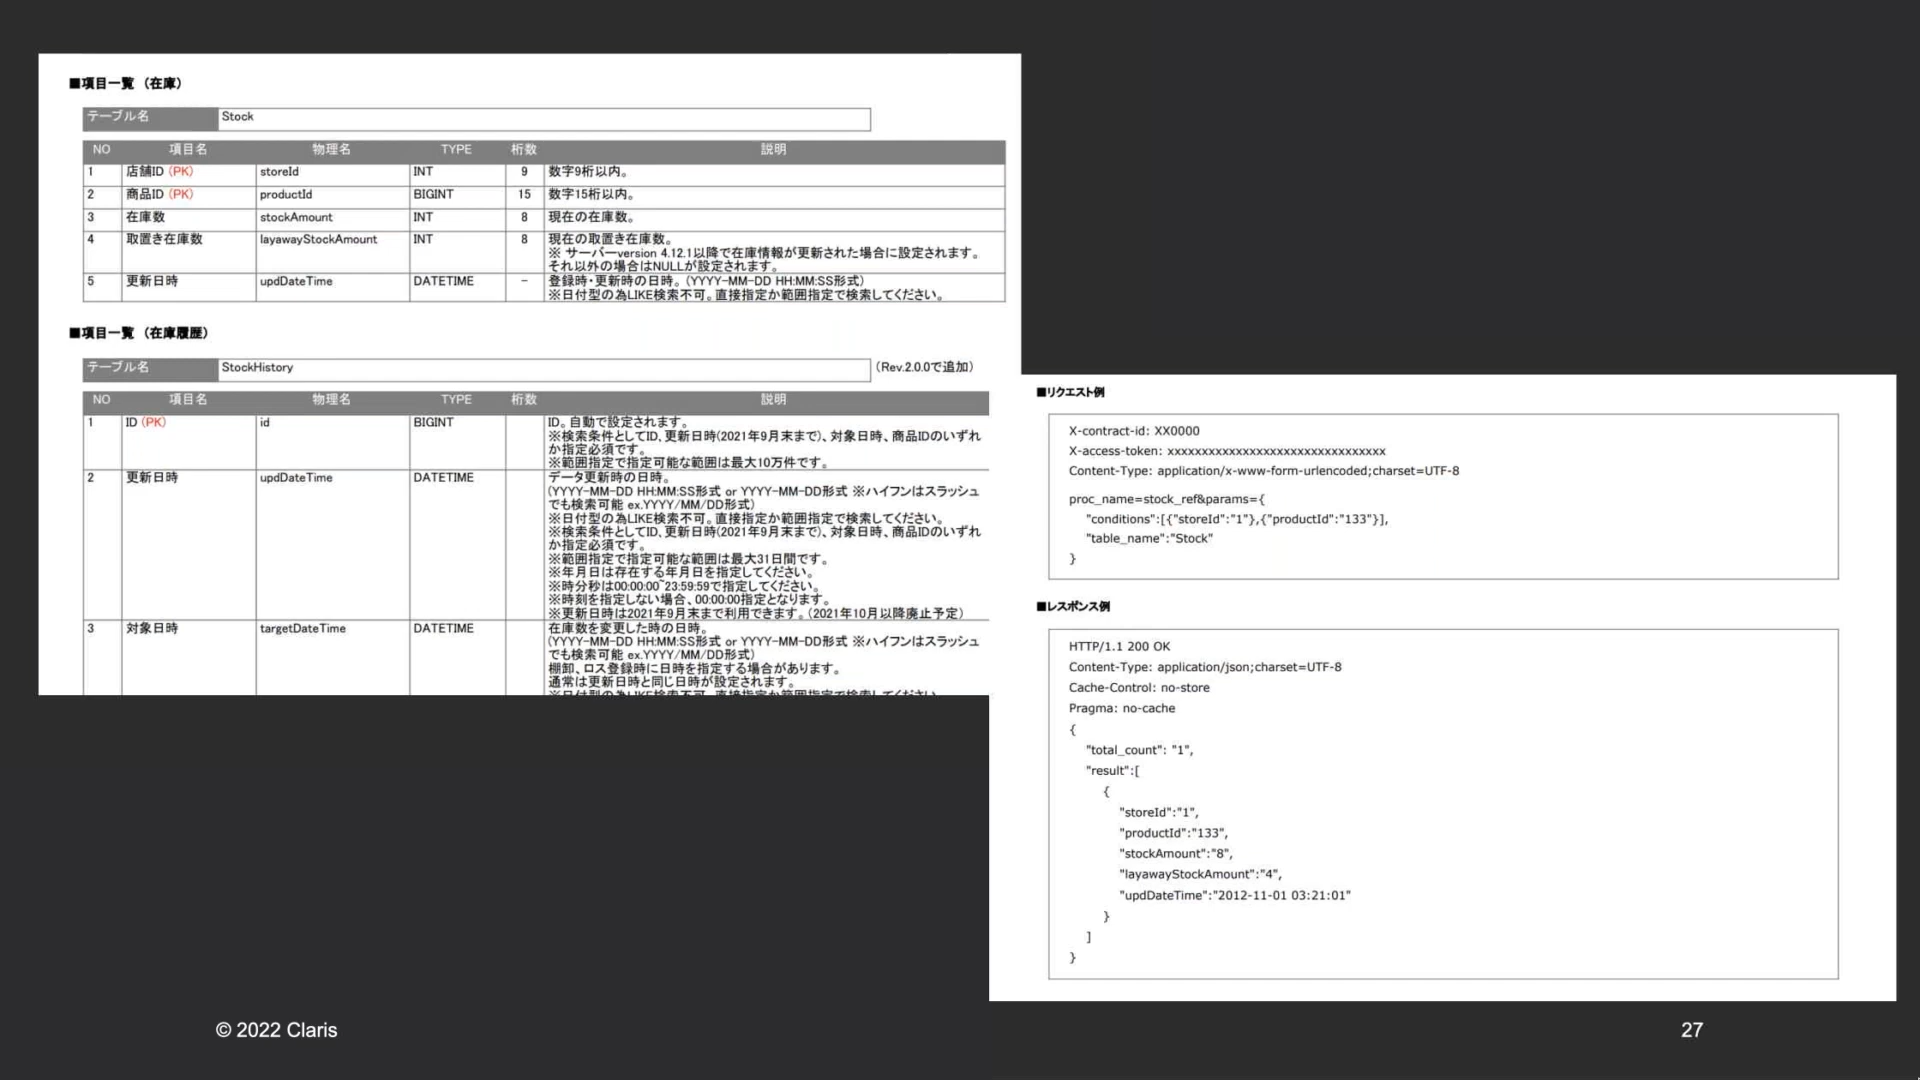 ■項目一覧 （在庫）
テーブル名 Stock
NO 項目名 物理名 TYPE 桁数 説明
1 店舗ID (PK) storeId INT 9 数字9桁以内。
2 商品ID (PK) productId BIGINT 15 数字15桁以内。
3 在庫数 stockAmount INT 8 現在の在庫数。
4 取置き在庫数 layawayStockAmount INT 8 現在の取置き在庫数。
※ サーバーversion 4.12.1以降で在庫情報が更新された場合に設定されます。
それ以外の場合はNULLが設定されます。
5 更新日時 updDateTime DATETIME － 登録時・更新時の日時。（YYYY-MM-DD HH:MM:SS形式）
※日付型の為LIKE検索不可。直接指定か範囲指定で検索してください。
■項目一覧 （在庫履歴）
テーブル名 StockHistory （Rev.2.0.0で追加）
NO 項目名 物理名 TYPE 桁数 説明
1 ID (PK) id BIGINT ID。自動で設定されます。
※検索条件としてID、更新日時(2021年9月末まで)、対象日時、商品IDのいずれ
か指定必須です。
※範囲指定で指定可能な範囲は最大10万件です。
2 更新日時 updDateTime DATETIME データ更新時の日時。
(YYYY-MM-DD HH:MM:SS形式 or YYYY-MM-DD形式 ※ハイフンはスラッシュ
でも検索可能 ex.YYYY/MM/DD形式)
※日付型の為LIKE検索不可。直接指定か範囲指定で検索してください。
※検索条件としてID、更新日時(2021年9月末まで)、対象日時、商品IDのいずれ
か指定必須です。
※範囲指定で指定可能な範囲は最大31日間です。
※年月日は存在する年月日を指定してください。
※時分秒は00:00:00~23:59:59で指定してください。
※時刻を指定しない場合、00:00:00指定となります。
※更新日時は2021年9月末まで利用できます。（2021年10月以降廃止予定）
3 対象日時 targetDateTime DATETIME 在庫数を変更した時の日時。
(YYYY-MM-DD HH:MM:SS形式 or YYYY-MM-DD形式 ※ハイフンはスラッシュ
でも検索可能 ex.YYYY/MM/DD形式)
棚卸、ロス登録時に日時を指定する場合があります。
通常は更新日時と同じ日時が設定されます。
※日付型の為LIKE検索不可。直接指定か範囲指定で検索してください。
■リクエスト例
X-contract-id: XX0000
X-access-token: xxxxxxxxxxxxxxxxxxxxxxxxxxxxxxxx
Content-Type: application/x-www-form-urlencoded;charset=UTF-8
proc_name=stock_ref&params={
"conditions":[{"storeId":"1"},{"productId":"133"}],
"table_name":"Stock"
}
■レスポンス例
HTTP/1.1 200 OK
Content-Type: application/json;charset=UTF-8
Cache-Control: no-store
Pragma: no-cache
{
"total_count": "1",
"result":[
{
"storeId":"1",
"productId":"133",
"stockAmount":"8",
"layawayStockAmount":"4",
"updDateTime":"2012-11-01 03:21:01"
}
]
}
© 2022 Claris
27